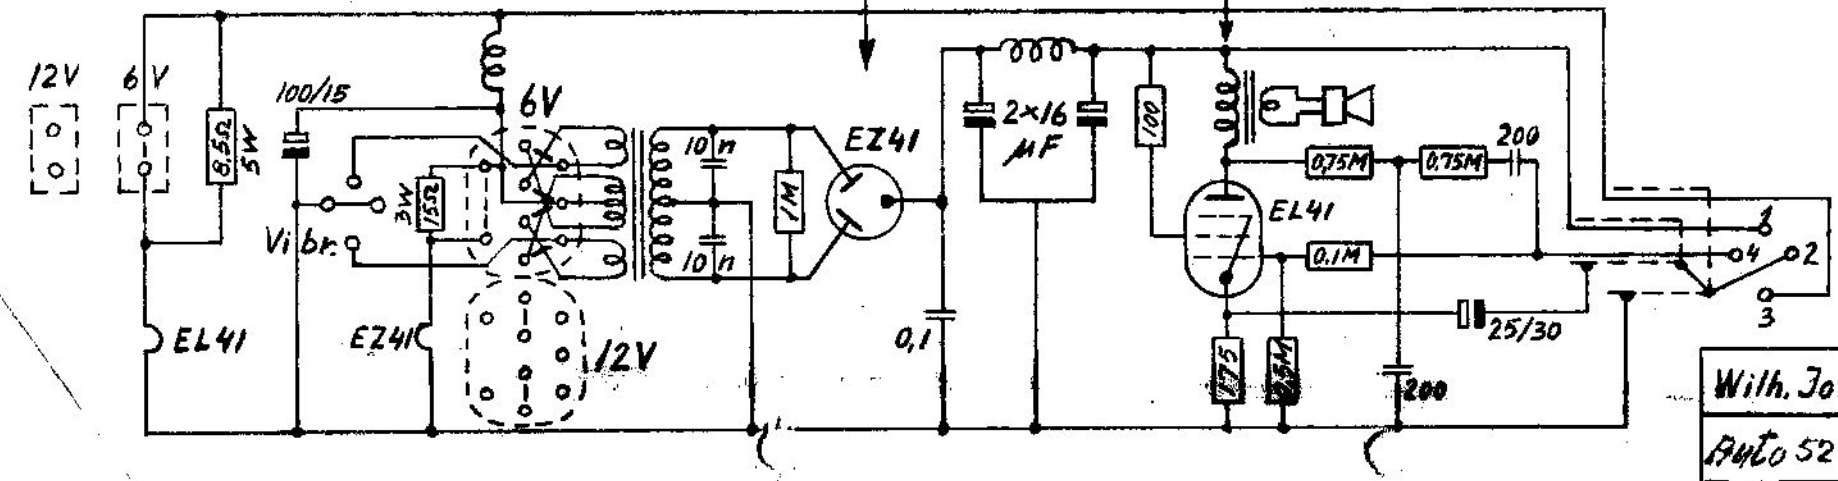 12V
6V
8,5Ω
5W
100/15
6V
3W
15Ω
Vibr.
EL41
EZ41
12V
10n
10n
1M
EZ41
0,1
2×16
µF
100
EL41
0,75M
0,75M
200
0.1M
175
200
25/30
1
4
2
3
Wilh. Jo
Auto 52